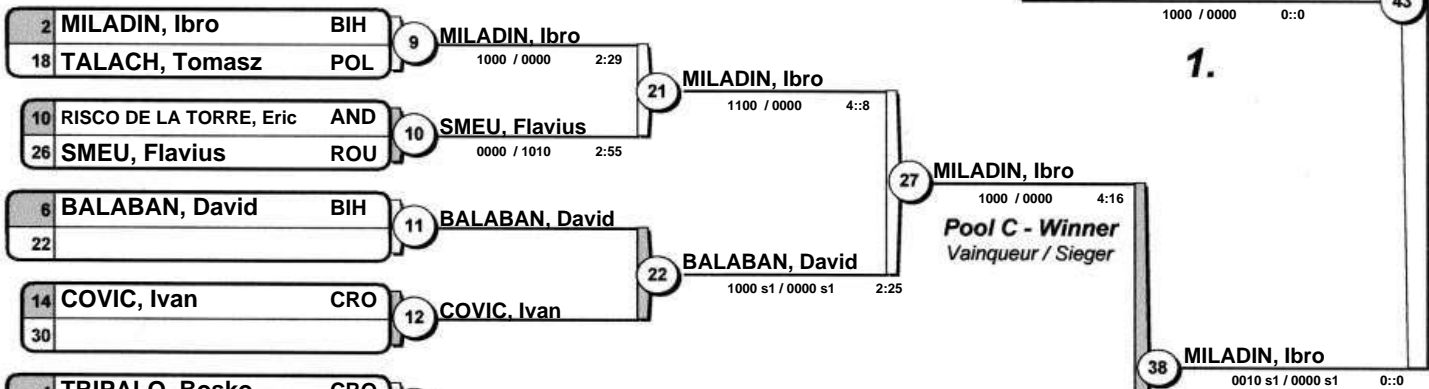 43
1000 / 0000 0::0
1.
2 MILADIN, Ibro BIH
18 TALACH, Tomasz POL
9
MILADIN, Ibro
1000 / 0000 2:29
10 RISCO DE LA TORRE, Eric AND
26 SMEU, Flavius ROU
10
SMEU, Flavius
0000 / 1010 2:55
21
MILADIN, Ibro
1100 / 0000 4::8
6 BALABAN, David BIH
22
11
BALABAN, David
14 COVIC, Ivan CRO
30
12
COVIC, Ivan
22
BALABAN, David
1000 s1 / 0000 s1 2:25
27
MILADIN, Ibro
1000 / 0000 4:16
Pool C - Winner
Vainqueur / Sieger
38
MILADIN, Ibro
0010 s1 / 0000 s1 0::0
TRIPALO, Bosko CRO